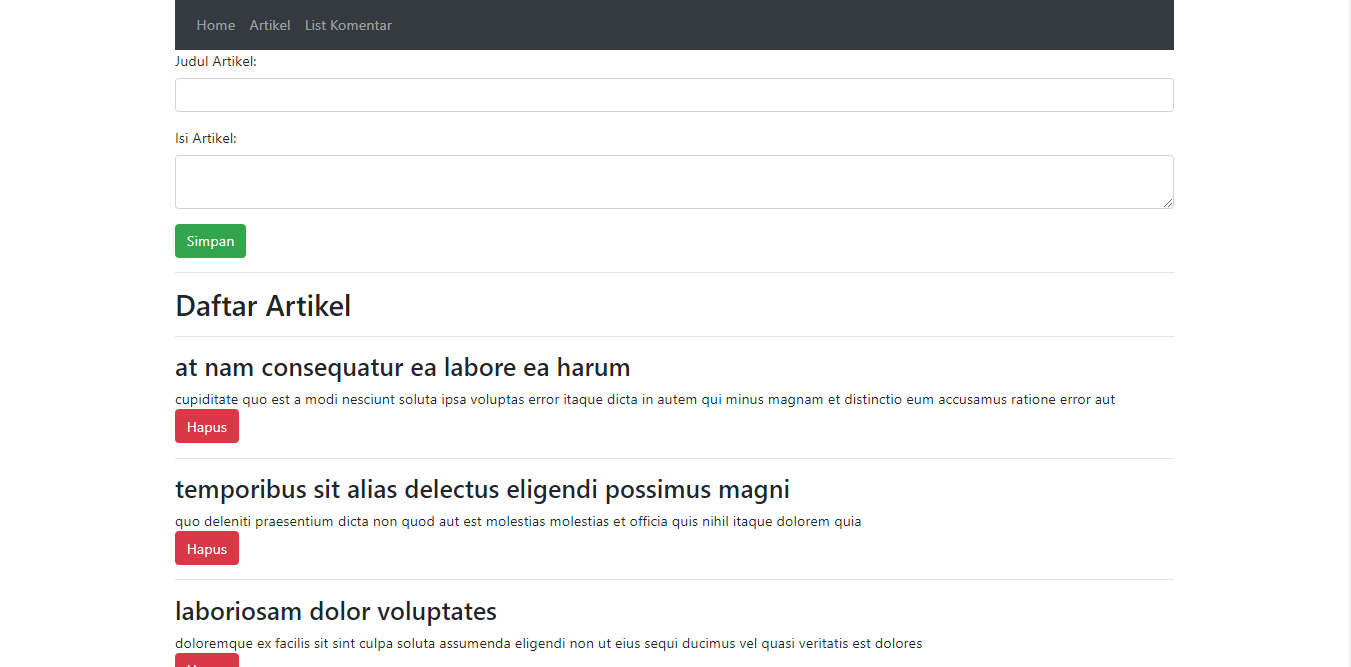 Home Artikel List Komentar
Judul Artikel:
Isi Artikel:
Simpan
Daftar Artikel
at nam consequatur ea labore ea harum
cupiditate quo est a modi nesciunt soluta ipsa voluptas error itaque dicta in autem qui minus magnam et distinctio eum accusamus ratione error aut
Hapus
temporibus sit alias delectus eligendi possimus magni
quo deleniti praesentium dicta non quod aut est molestias molestias et officia quis nihil itaque dolorem quia
Hapus
laboriosam dolor voluptates
doloremque ex facilis sit sint culpa soluta assumenda eligendi non ut eius sequi ducimus vel quasi veritatis est dolores